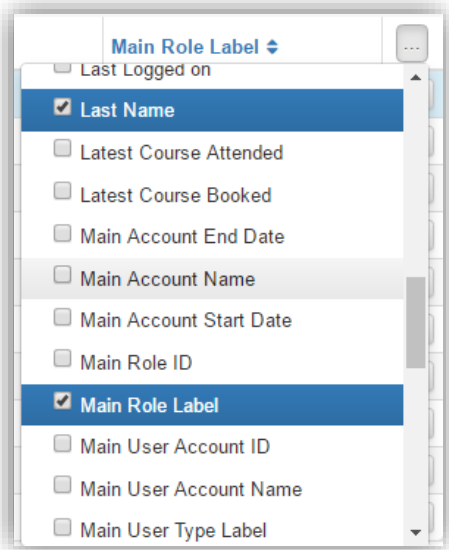 Main Role Label
...
Last Logged on
Last Name
Latest Course Attended
Latest Course Booked
Main Account End Date
Main Account Name
Main Account Start Date
Main Role ID
Main Role Label
Main User Account ID
Main User Account Name
Main User Type Label